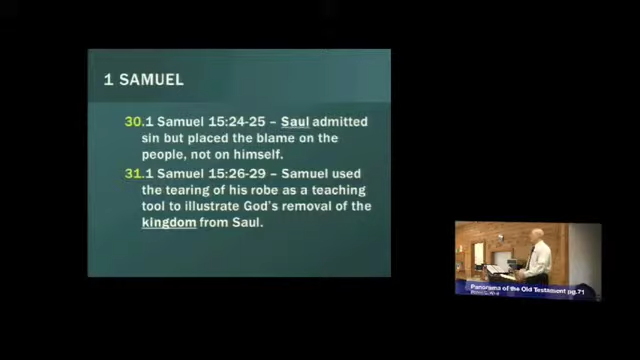 1 SAMUEL
30. 1 Samuel 15:24-25 – Saul admitted
sin but placed the blame on the
people, not on himself.
31. 1 Samuel 15:26-29 – Samuel used
the tearing of his robe as a teaching
tool to illustrate God's removal of the
kingdom from Saul.
Panorama of the Old Testament pg.71